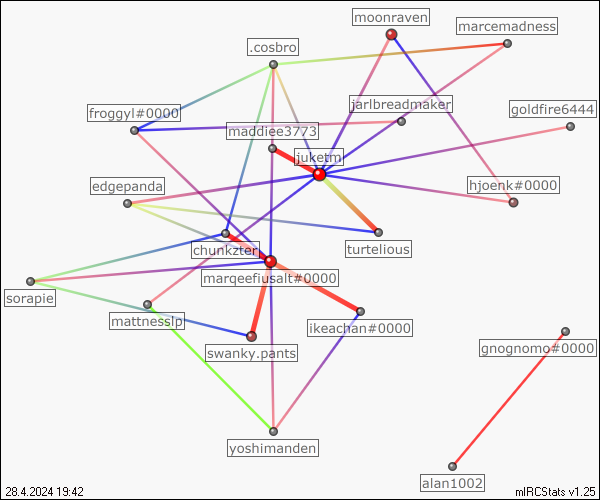 moonraven
marcemadness
.cosbro
froggyl#0000
jarlbreadmaker
goldfire6444
maddiee3773
juketm
edgepanda
hjoenk#0000
chunkzter
turtelious
marqeefiusalt#0000
sorapie
mattnesslp
ikeachan#0000
swanky.pants
gnognomo#0000
yoshimanden
alan1002
28.4.2024 19:42
mIRCStats v1.25